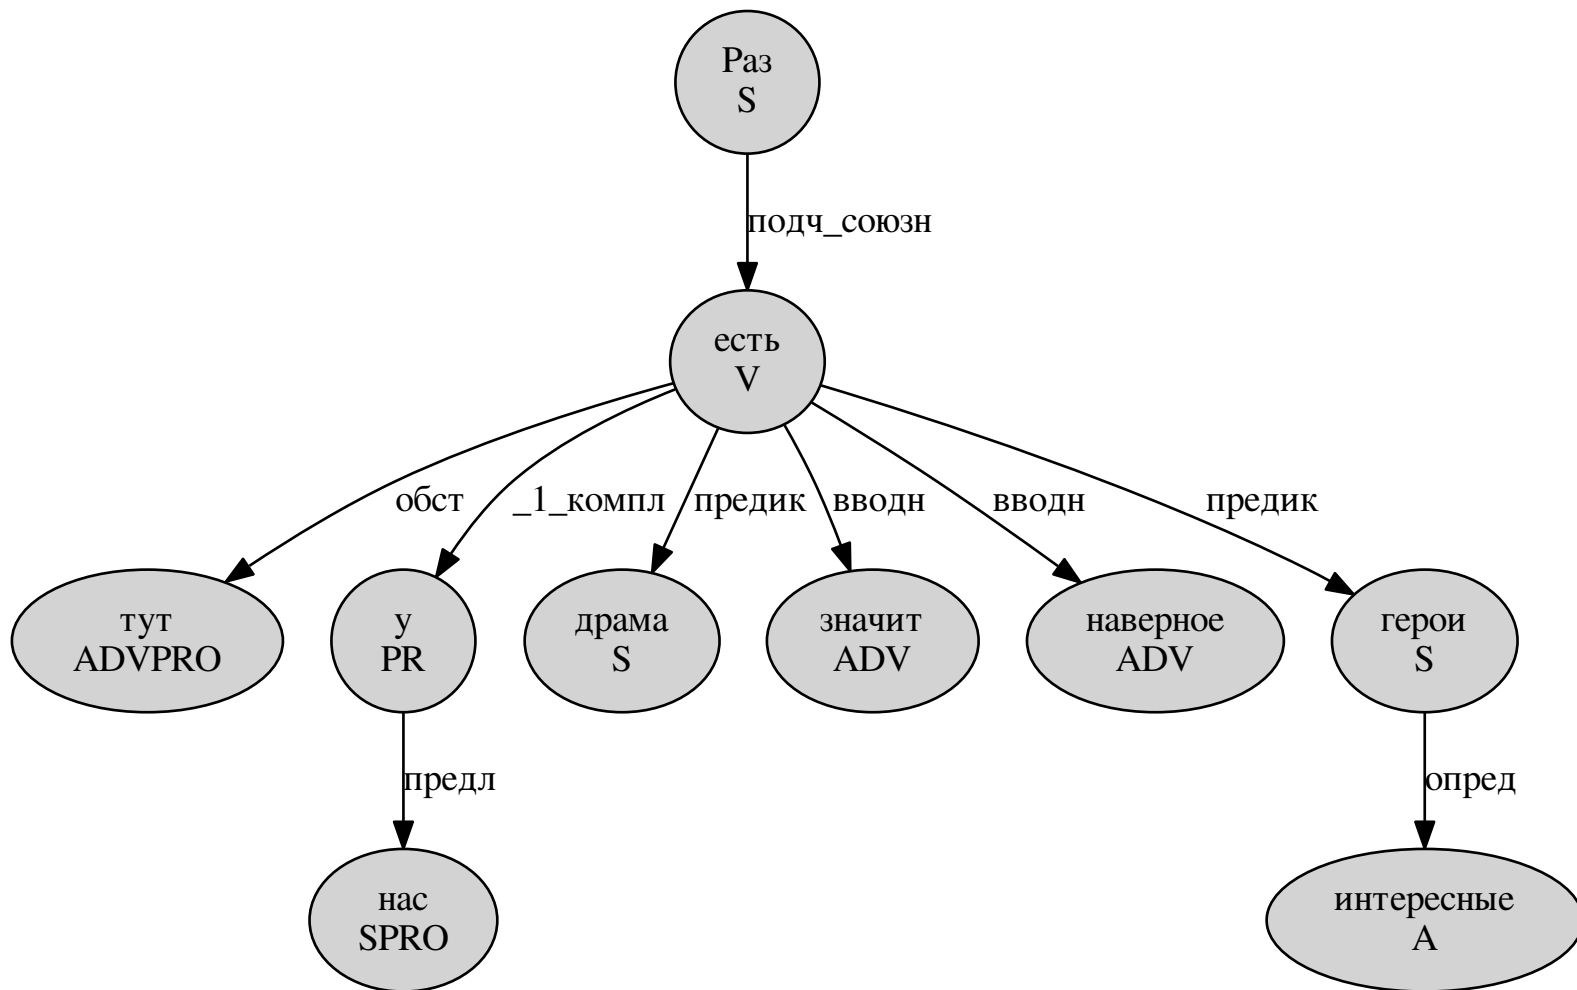 Раз
S
подч_союзн
есть
V
обст
_1_компл
предик
вводн
вводн
предик
тут
ADVPRO
у
PR
драма
S
значит
ADV
наверное
ADV
герои
S
предл
опред
нас
SPRO
интересные
A